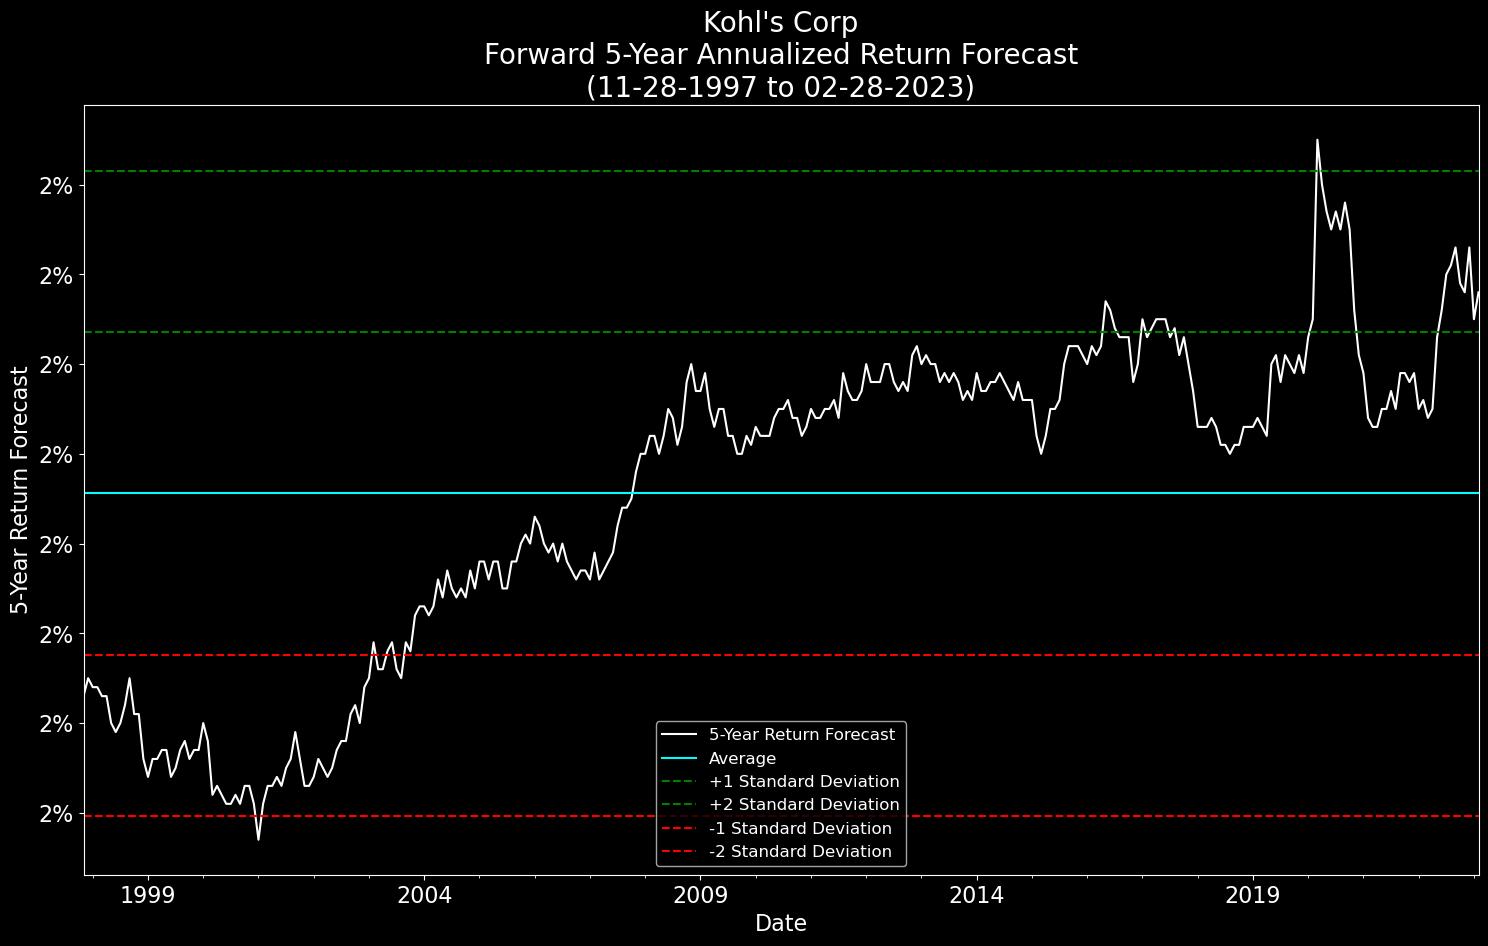 Kohl's Corp
Forward 5-Year Annualized Return Forecast
(11-28-1997 to 02-28-2023)
5-Year Return Forecast
2%
2%
2%
2%
2%
2%
2%
2%
5-Year Return Forecast
Average
+1 Standard Deviation
+2 Standard Deviation
-1 Standard Deviation
-2 Standard Deviation
1999 2004 2009 2014 2019
Date